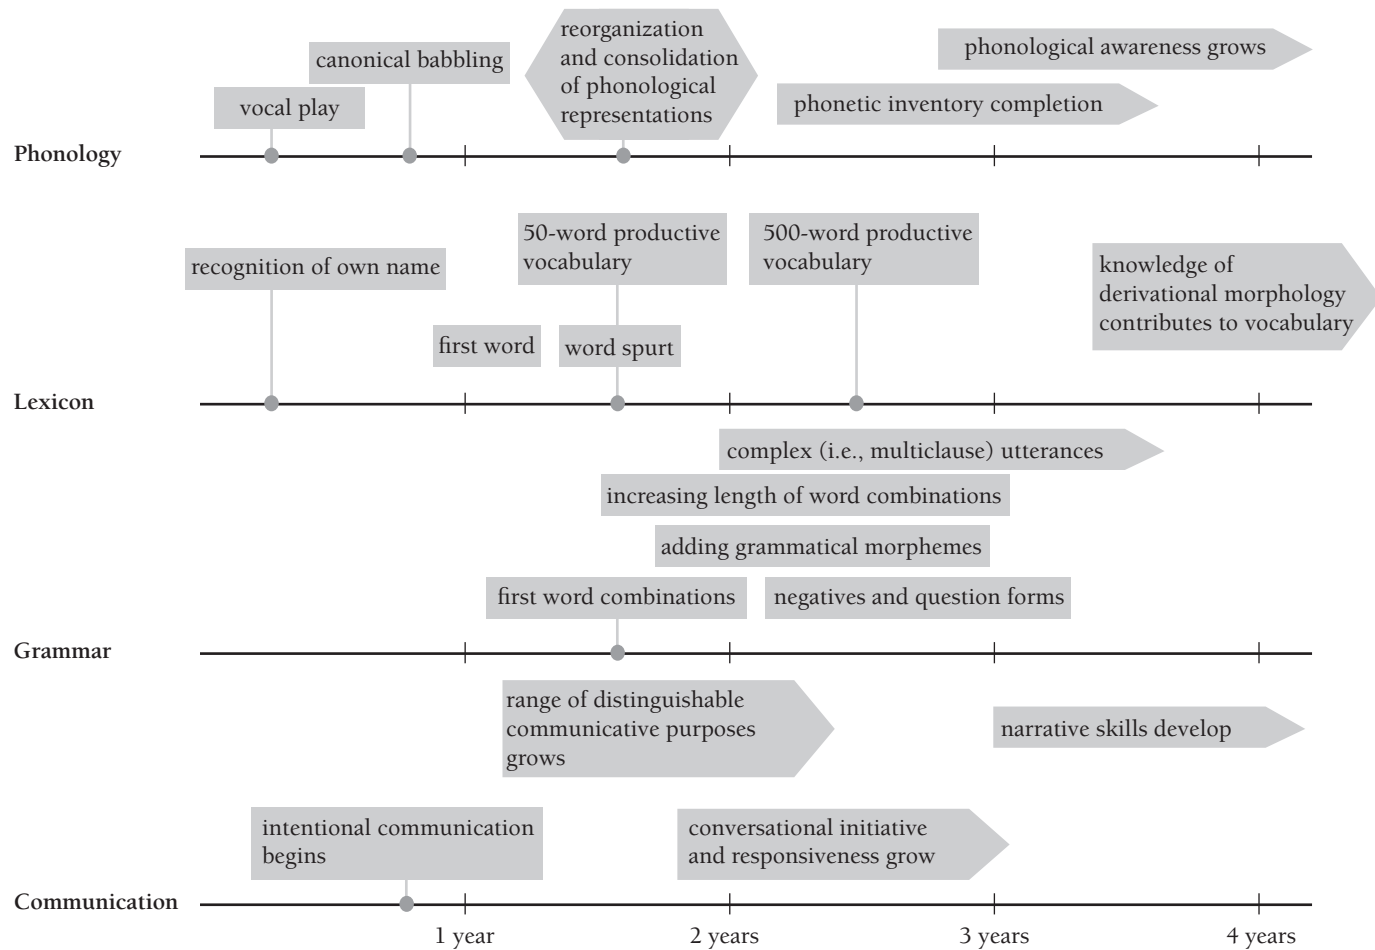 reorganization
and consolidation
of phonological
representations
phonological awareness grows
canonical babbling
vocal play
phonetic inventory completion
Phonology
50-word productive
vocabulary
500-word productive
vocabulary
recognition of own name
knowledge of
derivational morphology
contributes to vocabulary
first word
word spurt
Lexicon
complex (i.e., multiclause) utterances
increasing length of word combinations
adding grammatical morphemes
first word combinations
negatives and question forms
Grammar
range of distinguishable
communicative purposes
grows
narrative skills develop
intentional communication
begins
conversational initiative
and responsiveness grow
Communication
1 year
2 years
3 years
4 years